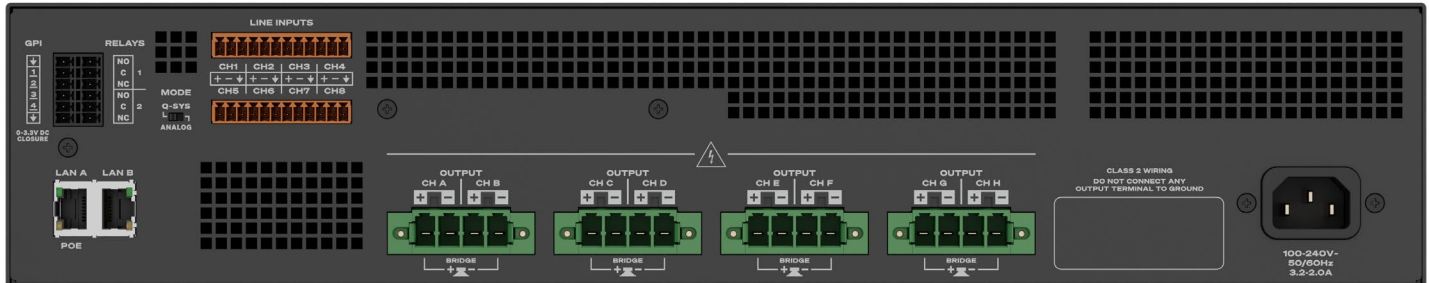 LINE INPUTS
GPI
RELAYS
1
2
3
4
NO
C 1
NC
NO
C 2
NC
0-3.3V DC
CLOSURE
MODE
Q-SYS
ANALOG
CH1 CH2 CH3 CH4
+ - + - + - + -
CH5 CH6 CH7 CH8
LAN A LAN B
POE
OUTPUT
CH A CH B
+ - + -
BRIDGE
+ -
OUTPUT
CH C CH D
+ - + -
BRIDGE
+ -
OUTPUT
CH E CH F
+ - + -
BRIDGE
+ -
OUTPUT
CH G CH H
+ - + -
BRIDGE
+ -
CLASS 2 WIRING
DO NOT CONNECT ANY
OUTPUT TERMINAL TO GROUND
100-240V~
50/60Hz
3.2-2.0A